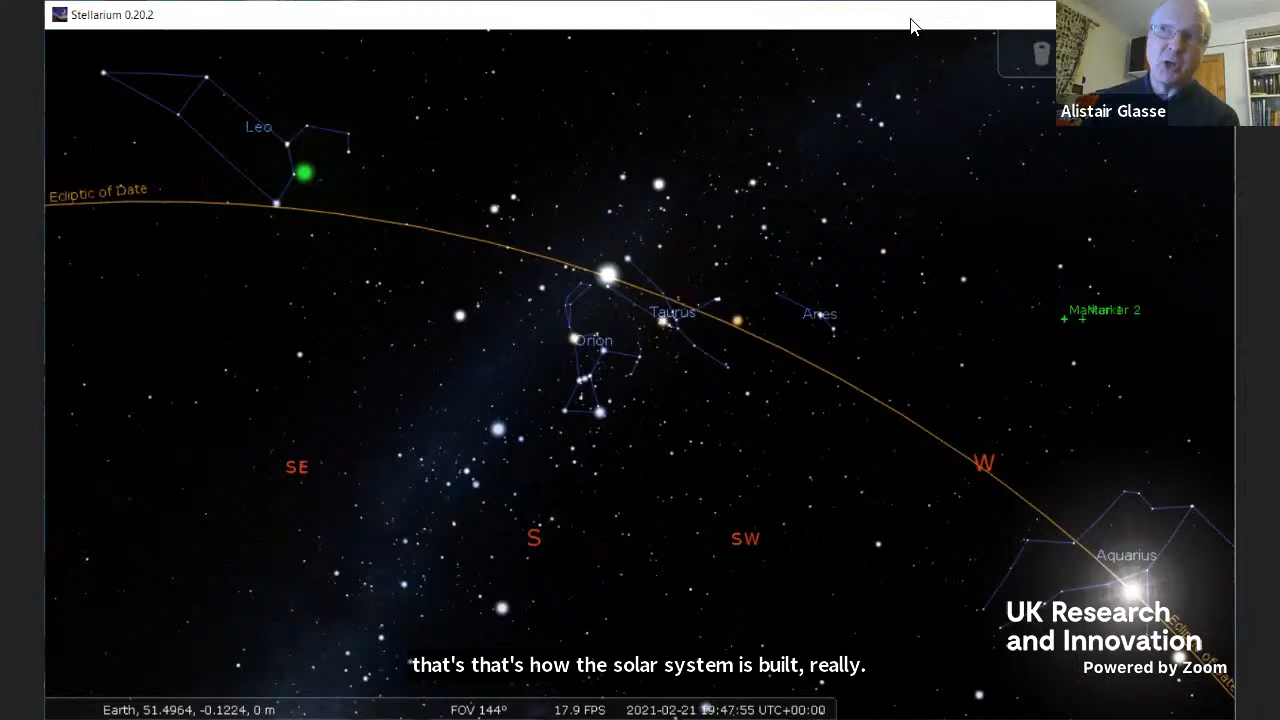 Stellarium 0.20.2
Alistair Glasse
Leo
Ecliptic of Date
Taurus
Aries
Marker 2
Orion
SE
W
S
SW
Aquarius
UK Research
and Innovation
Powered by Zoom
that's that's how the solar system is built, really.
Earth, 51.4964, -0.1224, 0 m
FOV 144°
17.9 FPS
2021-02-21 19:47:55 UTC+00:00